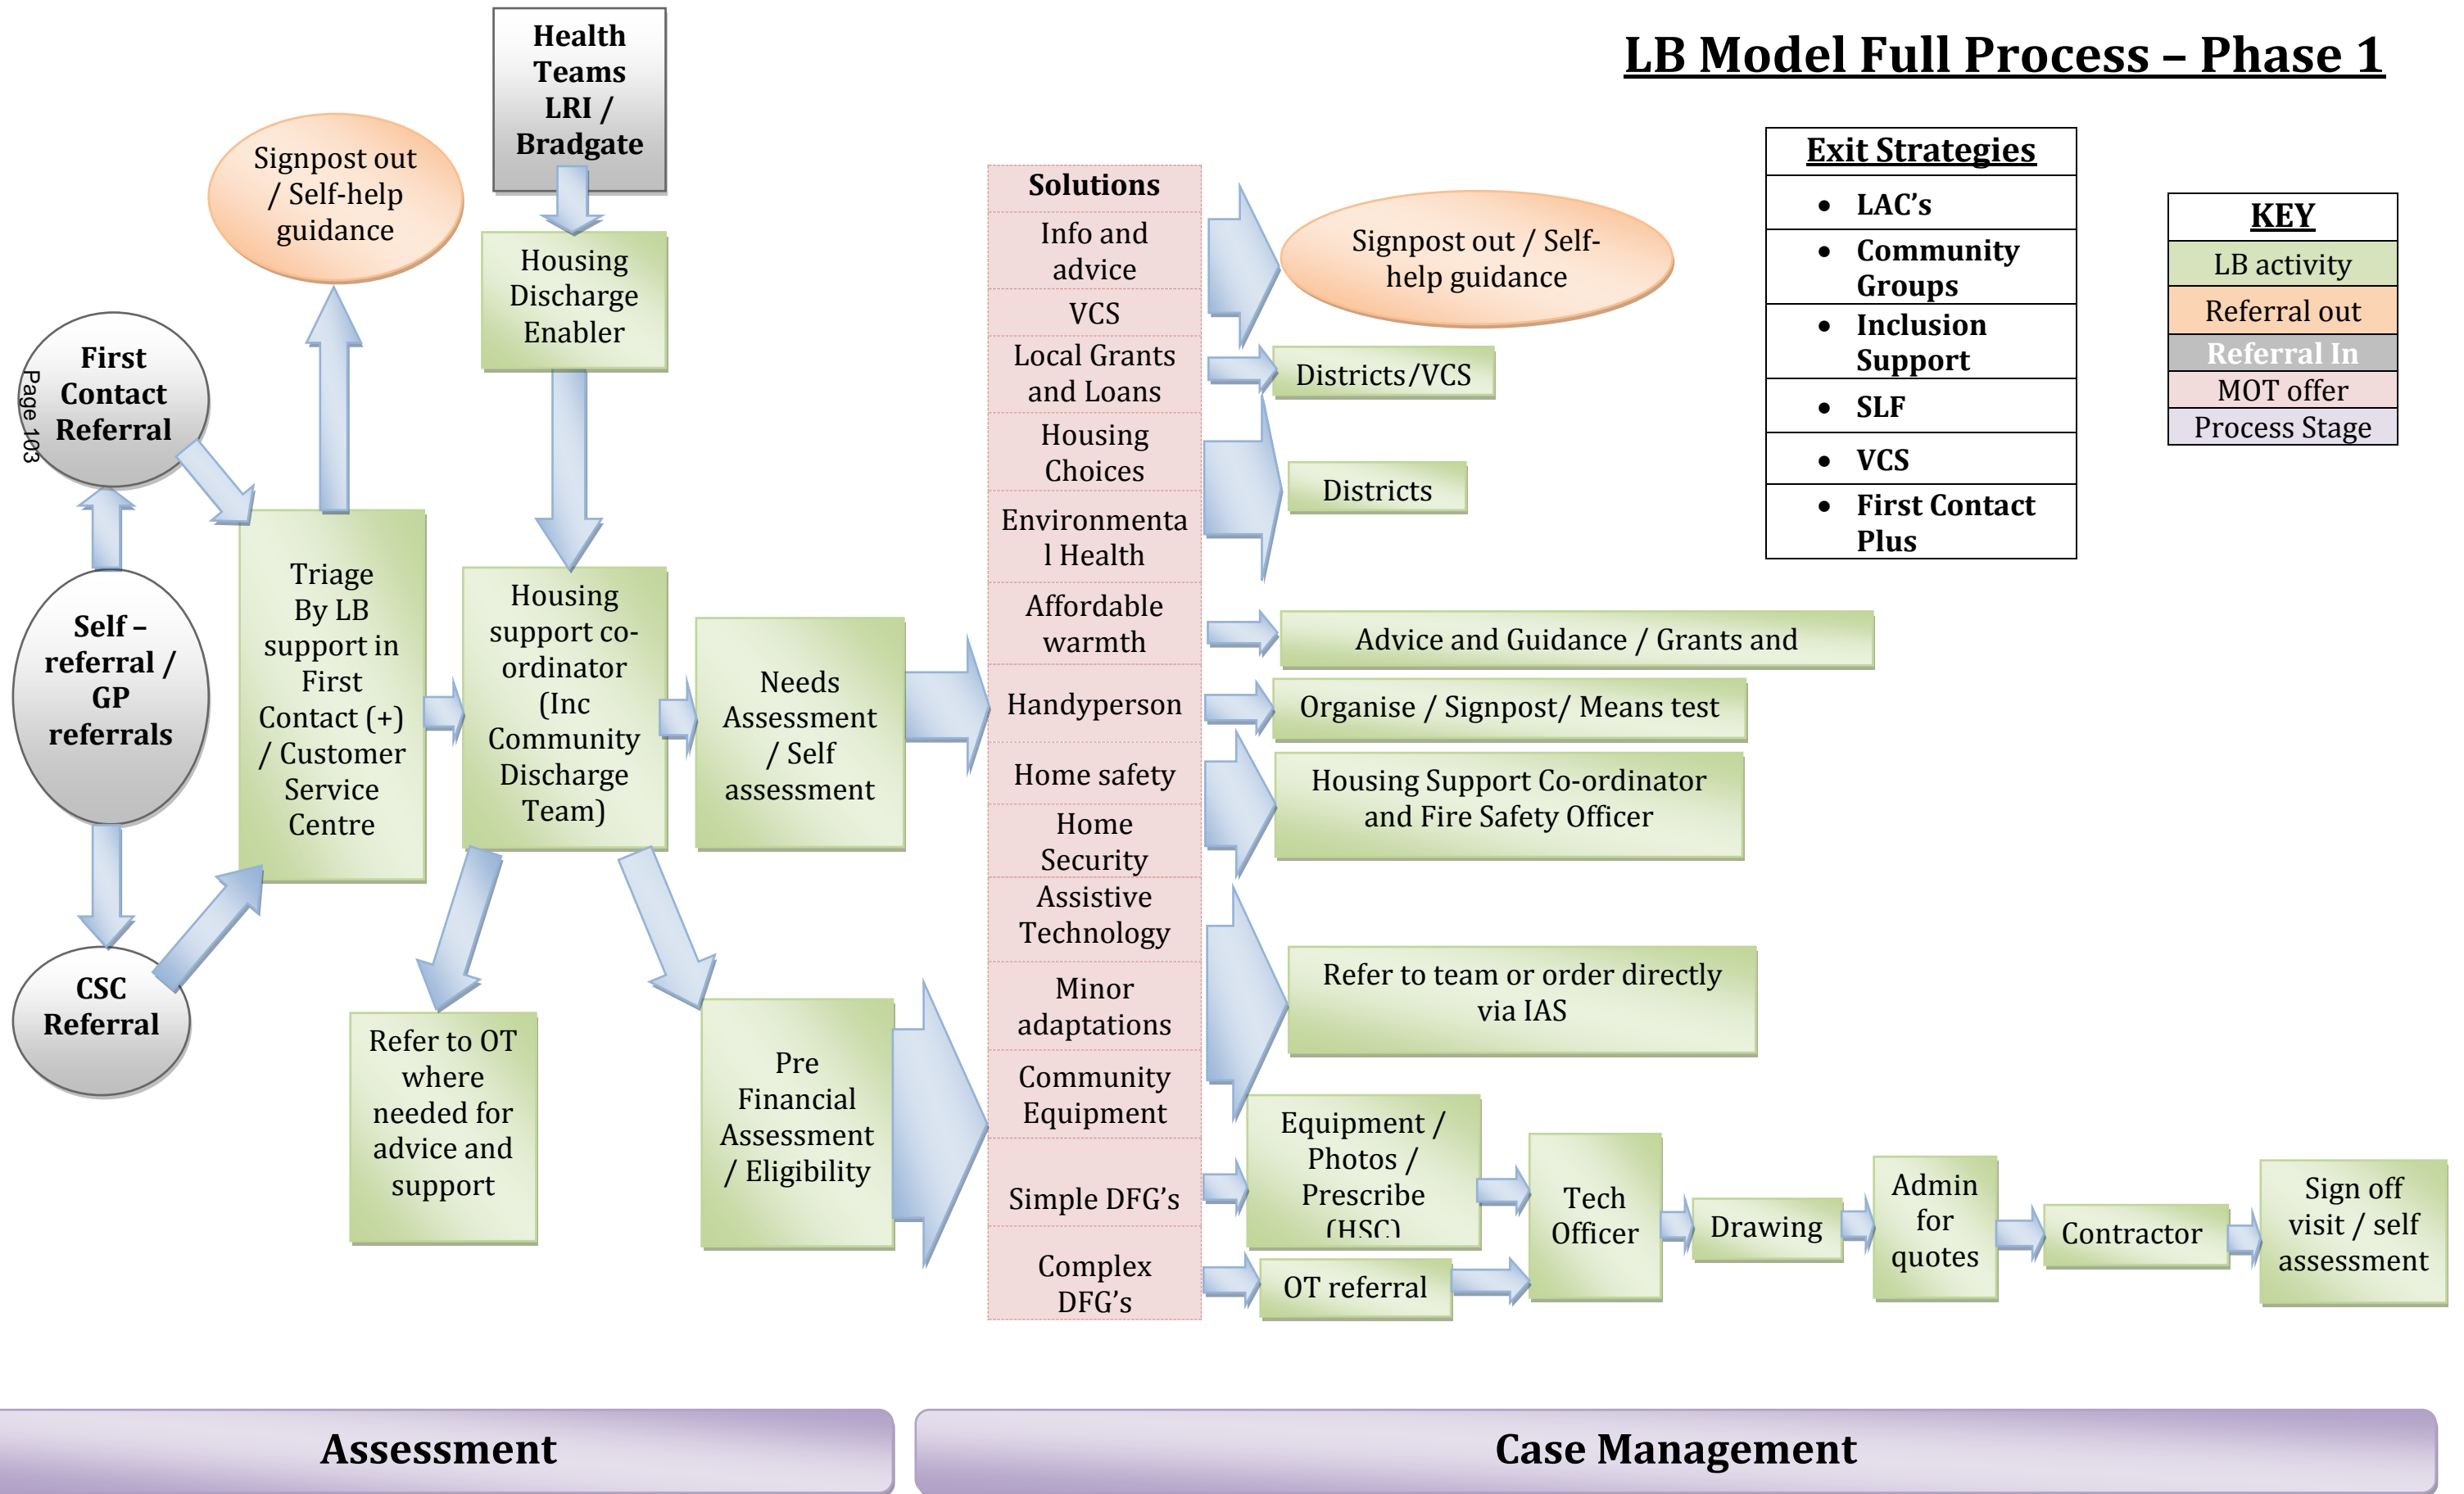 LB Model Full Process – Phase 1
Health
Teams
LRI /
Bradgate
Signpost out
/ Self-help
guidance
Housing
Discharge
Enabler
First
Contact
Referral
Page 103
Self –
referral /
GP
referrals
CSC
Referral
Triage
By LB
support in
First
Contact (+)
/ Customer
Service
Centre
Housing
support co-
ordinator
(Inc
Community
Discharge
Team)
Needs
Assessment
/ Self
assessment
Refer to OT
where
needed for
advice and
support
Pre
Financial
Assessment
/ Eligibility
Solutions
Info and
advice
VCS
Local Grants
and Loans
Housing
Choices
Environmenta
l Health
Affordable
warmth
Handyperson
Home safety
Home
Security
Assistive
Technology
Minor
adaptations
Community
Equipment
Simple DFG’s
Complex
DFG’s
Signpost out / Self-
help guidance
Districts/VCS
Districts
Advice and Guidance / Grants and
Organise / Signpost/ Means test
Housing Support Co-ordinator
and Fire Safety Officer
Refer to team or order directly
via IAS
Equipment /
Photos /
Prescribe
(HSC)
OT referral
Tech
Officer
Drawing
Admin
for
quotes
Contractor
Sign off
visit / self
assessment
Exit Strategies
• LAC’s
• Community
Groups
• Inclusion
Support
• SLF
• VCS
• First Contact
Plus
KEY
LB activity
Referral out
Referral In
MOT offer
Process Stage
Assessment
Case Management